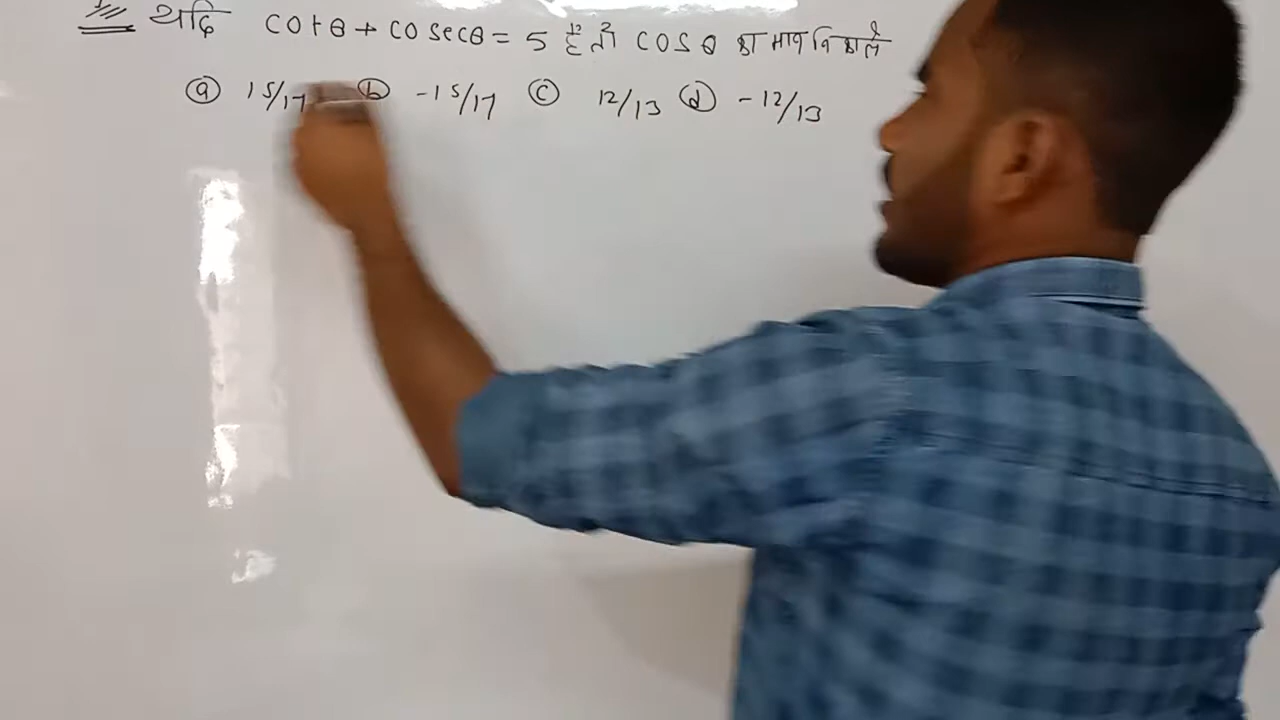 यदि cotθ + cosecθ = 5 है तो cosθ का मान निकाले
ⓐ 15/17 ⓑ -15/17 ⓒ 12/13 ⓓ -12/13